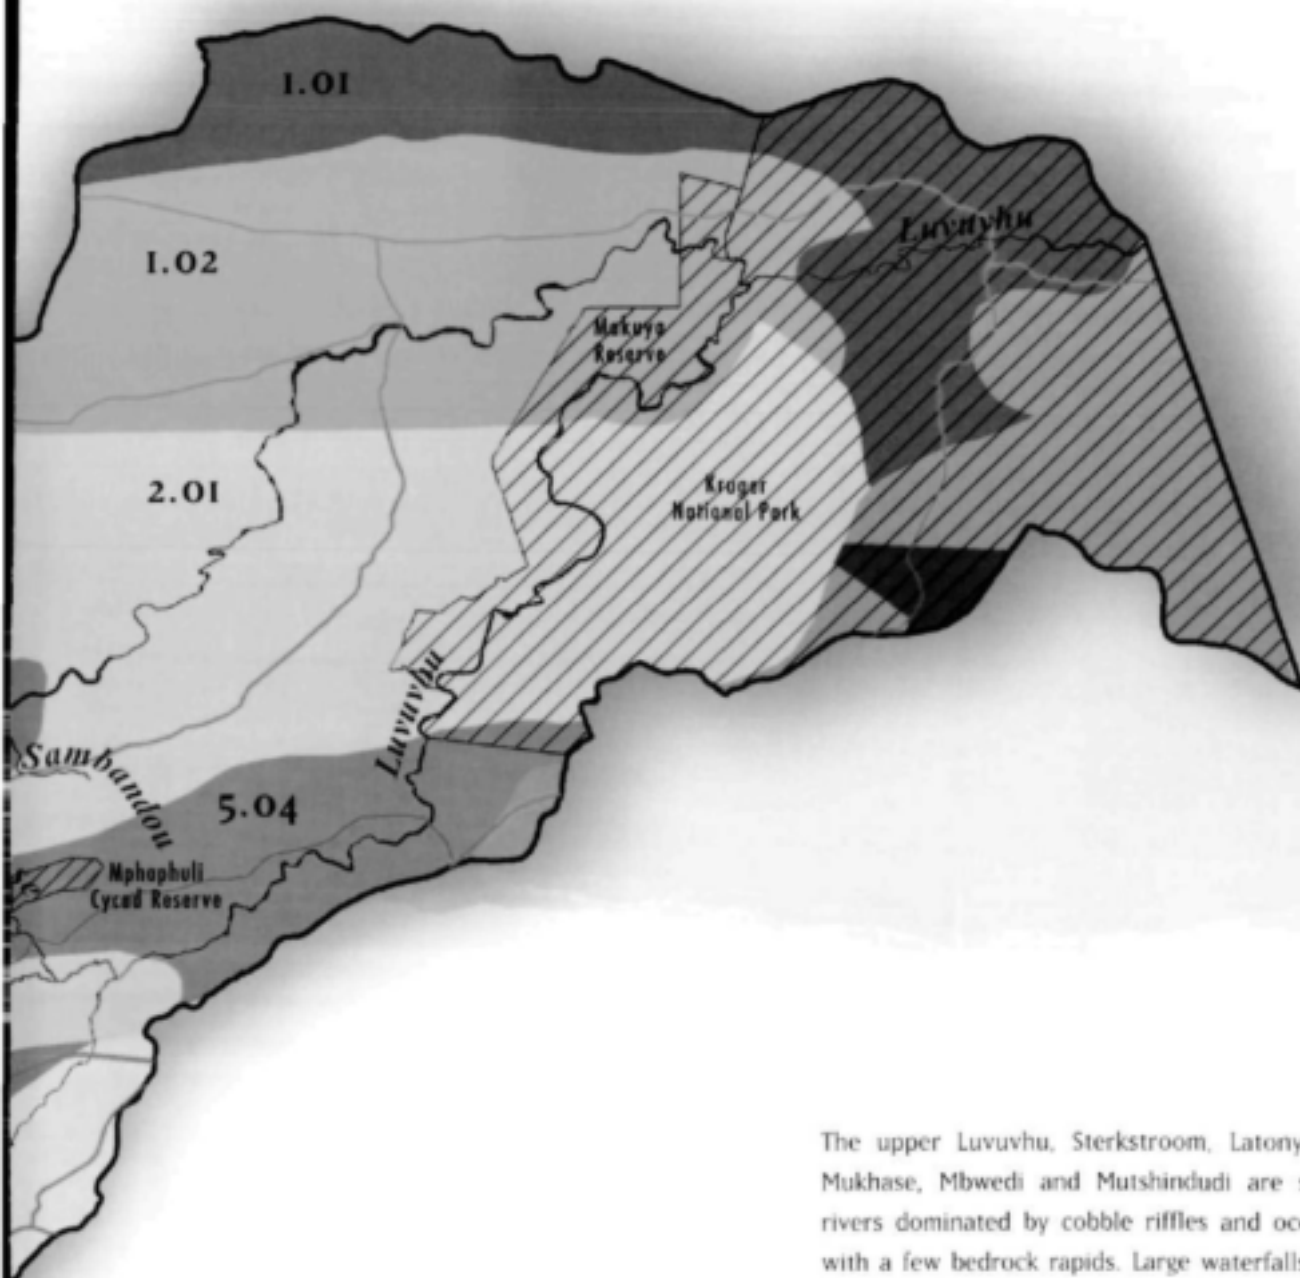 1.01
Luvuvhu
1.02
Makuya
Reserve
2.01
Kruger
National Park
Luvuvhu
Sambandou
5.04
Mphaphuli
Cycad Reserve
The upper Luvuvhu, Sterkstroom, Latony
Mukhase, Mbwedi and Mutshindudi are
rivers dominated by cobble riffles and
with a few bedrock rapids. Large waterfalls